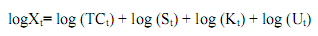 logXₜ= log (TCₜ) + log (Sₜ) + log (Kₜ) + log (Uₜ)